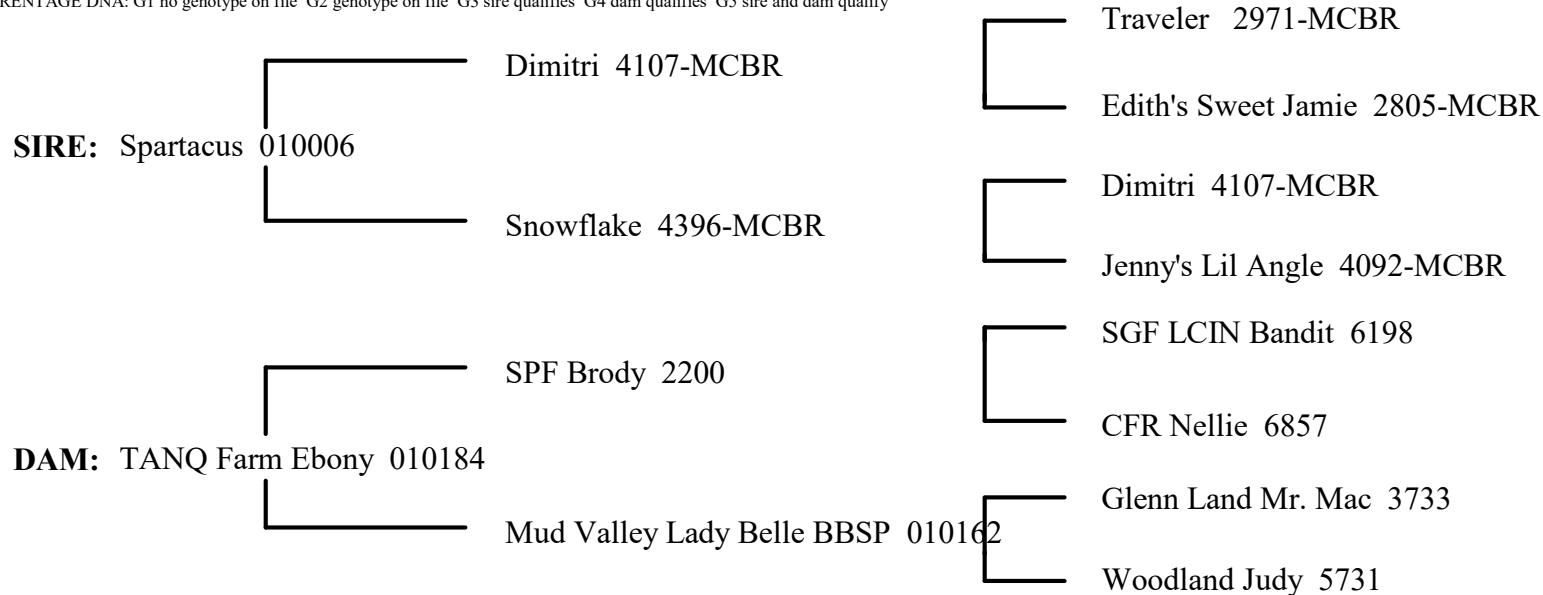 RENTAGE DNA: G1 no genotype on file G2 genotype on file G3 sire qualifies G4 dam qualifies G5 sire and dam qualify
Traveler 2971-MCBR
Dimitri 4107-MCBR
Edith's Sweet Jamie 2805-MCBR
SIRE: Spartacus 010006
Dimitri 4107-MCBR
Snowflake 4396-MCBR
Jenny's Lil Angle 4092-MCBR
SGF LCIN Bandit 6198
SPF Brody 2200
CFR Nellie 6857
DAM: TANQ Farm Ebony 010184
Glenn Land Mr. Mac 3733
Mud Valley Lady Belle BBSP 010162
Woodland Judy 5731